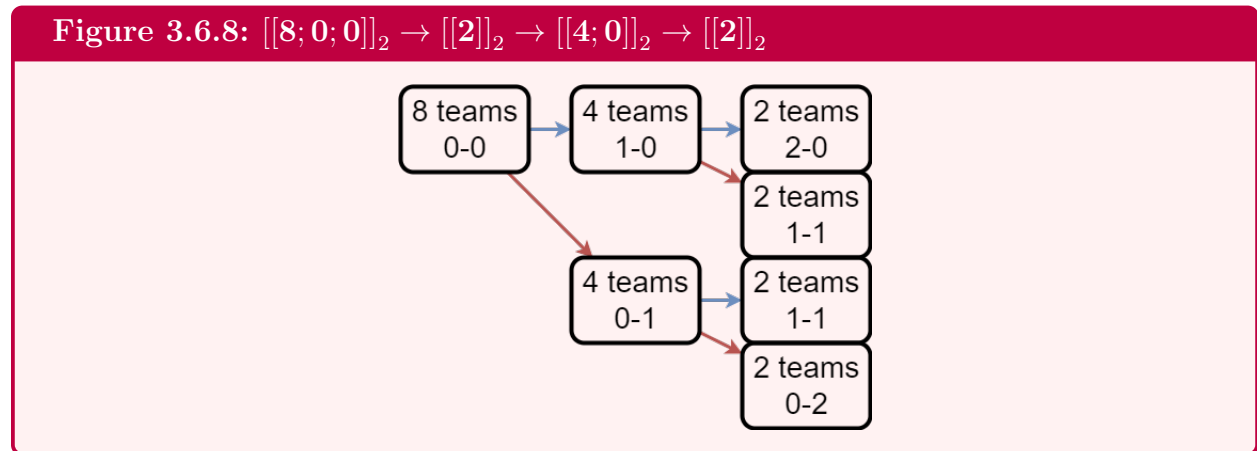 Figure 3.6.8: [[8; 0; 0]]₂ → [[2]]₂ → [[4; 0]]₂ → [[2]]₂
8 teams
0-0
4 teams
1-0
2 teams
2-0
2 teams
1-1
4 teams
0-1
2 teams
1-1
2 teams
0-2